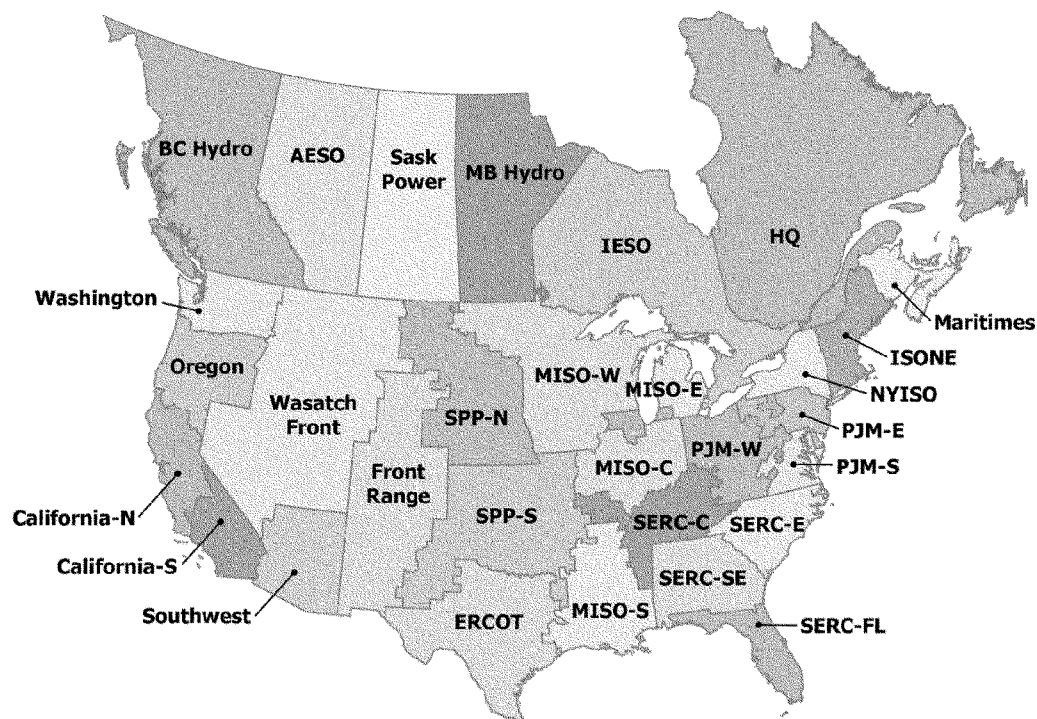 BC Hydro
AESO
Sask
Power
MB Hydro
IESO
HQ
Washington
Maritimes
ISONE
Oregon
MISO-W
MISO-E
NYISO
Wasatch
Front
SPP-N
PJM-E
PJM-W
PJM-S
Front
Range
MISO-C
California-N
SPP-S
SERC-C
SERC-E
California-S
SERC-SE
Southwest
ERCOT
MISO-S
SERC-FL